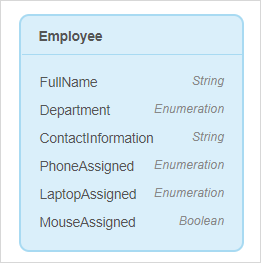 Employee
FullName String
Department Enumeration
ContactInformation String
PhoneAssigned Enumeration
LaptopAssigned Enumeration
MouseAssigned Boolean